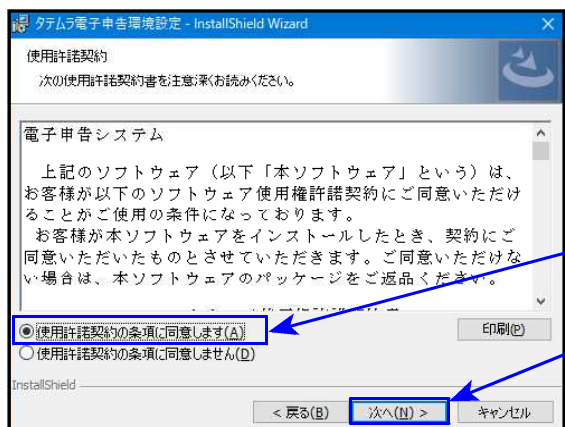 タテムラ電子申告環境設定 - InstallShield Wizard
使用許諾契約
次の使用許諾契約書を注意深くお読みください。
電子申告システム
上記のソフトウェア（以下「本ソフトウェア」という）は、
お客様が以下のソフトウェア使用権許諾契約にご同意いただけ
ることがご使用の条件になっております。
お客様が本ソフトウェアをインストールしたとき、契約にご
同意いただいたものとさせていただきます。ご同意いただけな
い場合は、本ソフトウェアのパッケージをご返品ください。
使用許諾契約の条項に同意します(A)
印刷(P)
使用許諾契約の条項に同意しません(D)
InstallShield
< 戻る(B)
次へ(N) >
キャンセル